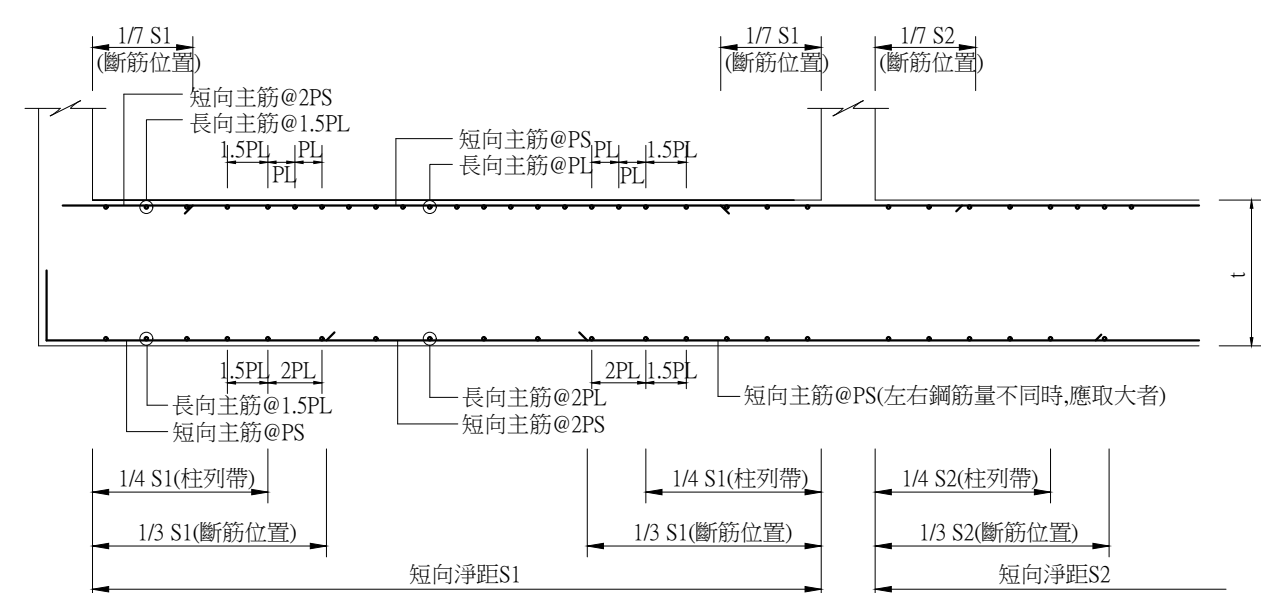 1/7 S1
(斷筋位置)
1/7 S1
(斷筋位置)
1/7 S2
(斷筋位置)
短向主筋@2PS
長向主筋@1.5PL
短向主筋@PS
長向主筋@PL
1.5PL
PL
PL
PL
PL
1.5PL
t
1.5PL
2PL
2PL
1.5PL
長向主筋@1.5PL
短向主筋@PS
長向主筋@2PL
短向主筋@2PS
短向主筋@PS(左右鋼筋量不同時,應取大者)
1/4 S1(柱列帶)
1/4 S1(柱列帶)
1/4 S2(柱列帶)
1/3 S1(斷筋位置)
1/3 S1(斷筋位置)
1/3 S2(斷筋位置)
短向淨距S1
短向淨距S2